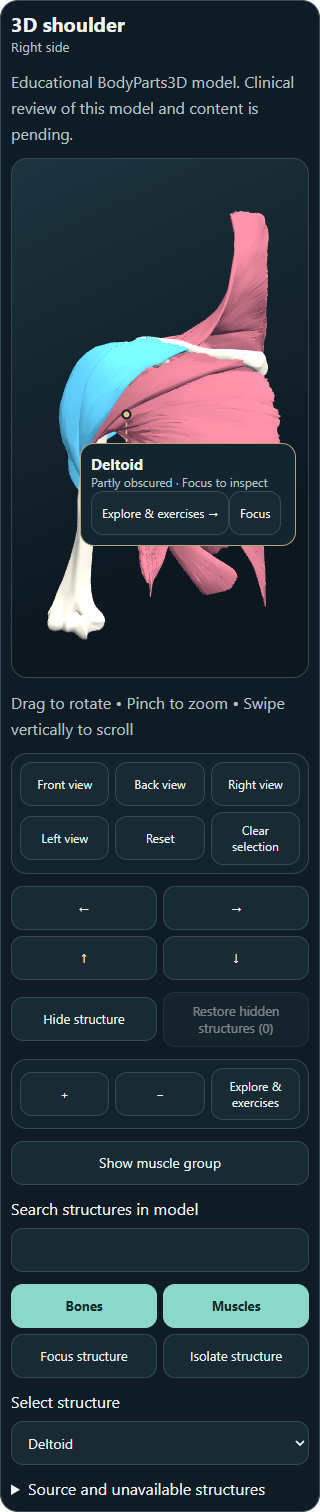 3D shoulder
Right side
Educational BodyParts3D model. Clinical
review of this model and content is
pending.
Deltoid
Partly obscured · Focus to inspect
Explore & exercises →
Focus
Drag to rotate • Pinch to zoom • Swipe
vertically to scroll
Front view
Back view
Right view
Left view
Reset
Clear
selection
←
→
↑
↓
Hide structure
Restore hidden
structures (0)
+
−
Explore &
exercises
Show muscle group
Search structures in model
Bones
Muscles
Focus structure
Isolate structure
Select structure
Deltoid
Source and unavailable structures